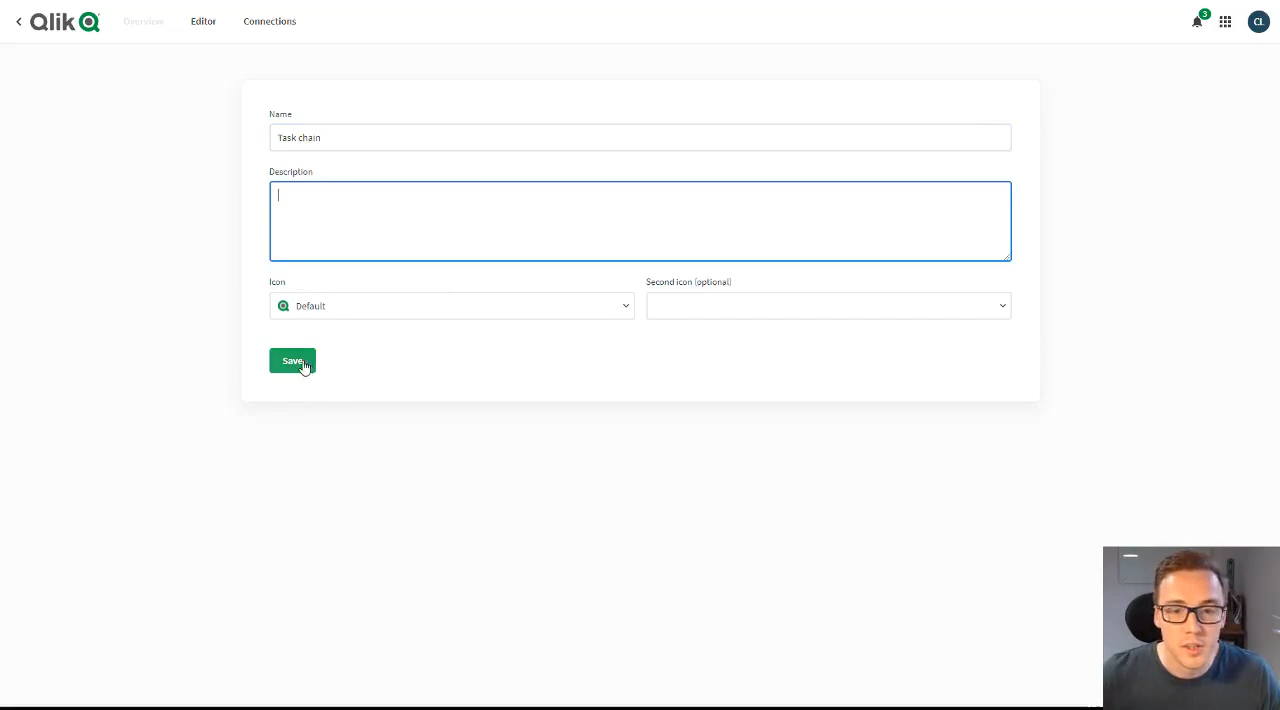 Qlik Overview Editor Connections 3 CL
Name
Task chain
Description
Icon Second icon (optional)
Default
Save